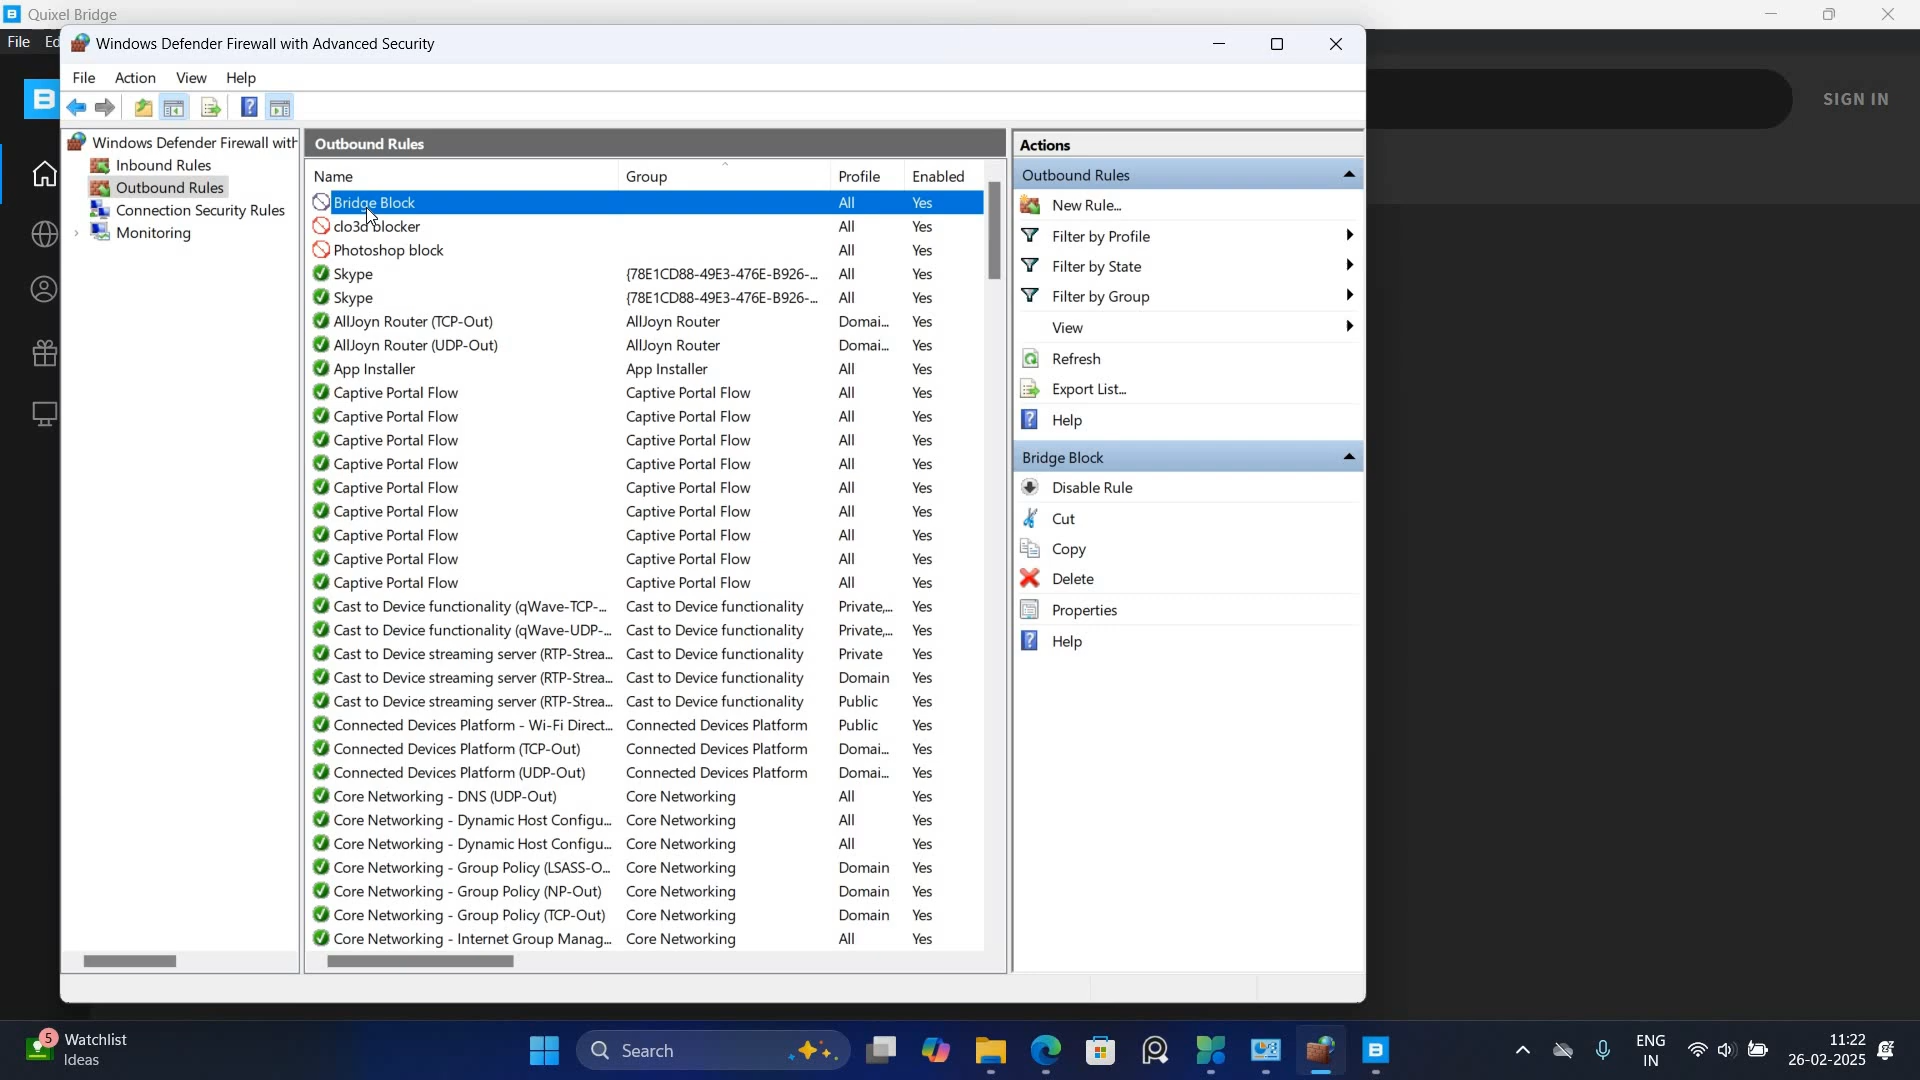 Quixel Bridge
File Ed
SIGN IN
Windows Defender Firewall with Advanced Security
File Action View Help
Windows Defender Firewall with
Inbound Rules
Outbound Rules
Connection Security Rules
Monitoring
Outbound Rules
Name Group Profile Enabled
Bridge Block All Yes
clo3d blocker All Yes
Photoshop block All Yes
Skype {78E1CD88-49E3-476E-B926-... All Yes
Skype {78E1CD88-49E3-476E-B926-... All Yes
AllJoyn Router (TCP-Out) AllJoyn Router Domai... Yes
AllJoyn Router (UDP-Out) AllJoyn Router Domai... Yes
App Installer App Installer All Yes
Captive Portal Flow Captive Portal Flow All Yes
Captive Portal Flow Captive Portal Flow All Yes
Captive Portal Flow Captive Portal Flow All Yes
Captive Portal Flow Captive Portal Flow All Yes
Captive Portal Flow Captive Portal Flow All Yes
Captive Portal Flow Captive Portal Flow All Yes
Captive Portal Flow Captive Portal Flow All Yes
Captive Portal Flow Captive Portal Flow All Yes
Captive Portal Flow Captive Portal Flow All Yes
Cast to Device functionality (qWave-TCP-... Cast to Device functionality Private,... Yes
Cast to Device functionality (qWave-UDP-... Cast to Device functionality Private,... Yes
Cast to Device streaming server (RTP-Strea... Cast to Device functionality Private Yes
Cast to Device streaming server (RTP-Strea... Cast to Device functionality Domain Yes
Cast to Device streaming server (RTP-Strea... Cast to Device functionality Public Yes
Connected Devices Platform - Wi-Fi Direct... Connected Devices Platform Public Yes
Connected Devices Platform (TCP-Out) Connected Devices Platform Domai... Yes
Connected Devices Platform (UDP-Out) Connected Devices Platform Domai... Yes
Core Networking - DNS (UDP-Out) Core Networking All Yes
Core Networking - Dynamic Host Configu... Core Networking All Yes
Core Networking - Dynamic Host Configu... Core Networking All Yes
Core Networking - Group Policy (LSASS-O... Core Networking Domain Yes
Core Networking - Group Policy (NP-Out) Core Networking Domain Yes
Core Networking - Group Policy (TCP-Out) Core Networking Domain Yes
Core Networking - Internet Group Manag... Core Networking All Yes
Actions
Outbound Rules
New Rule...
Filter by Profile
Filter by State
Filter by Group
View
Refresh
Export List...
Help
Bridge Block
Disable Rule
Cut
Copy
Delete
Properties
Help
5
Watchlist
Ideas
Search
ENG
IN
11:22
26-02-2025